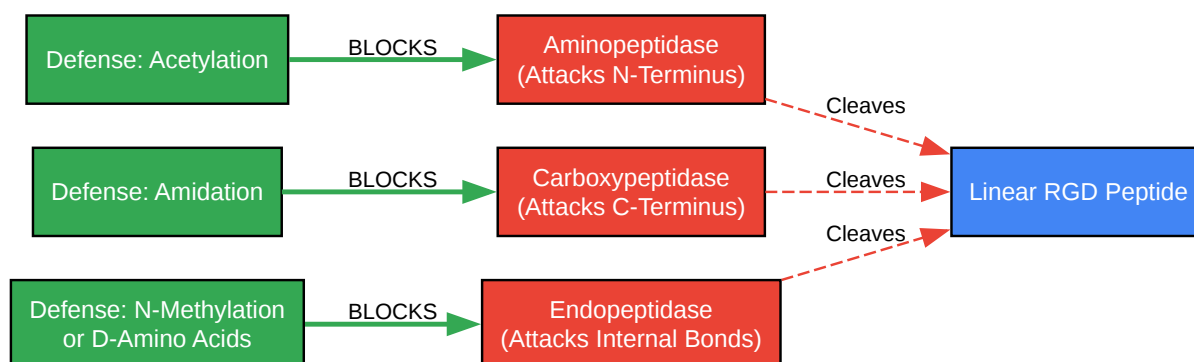 Defense: Acetylation
BLOCKS
Aminopeptidase
(Attacks N-Terminus)
Cleaves
Defense: Amidation
BLOCKS
Carboxypeptidase
(Attacks C-Terminus)
Cleaves
Linear RGD Peptide
Defense: N-Methylation
or D-Amino Acids
BLOCKS
Endopeptidase
(Attacks Internal Bonds)
Cleaves